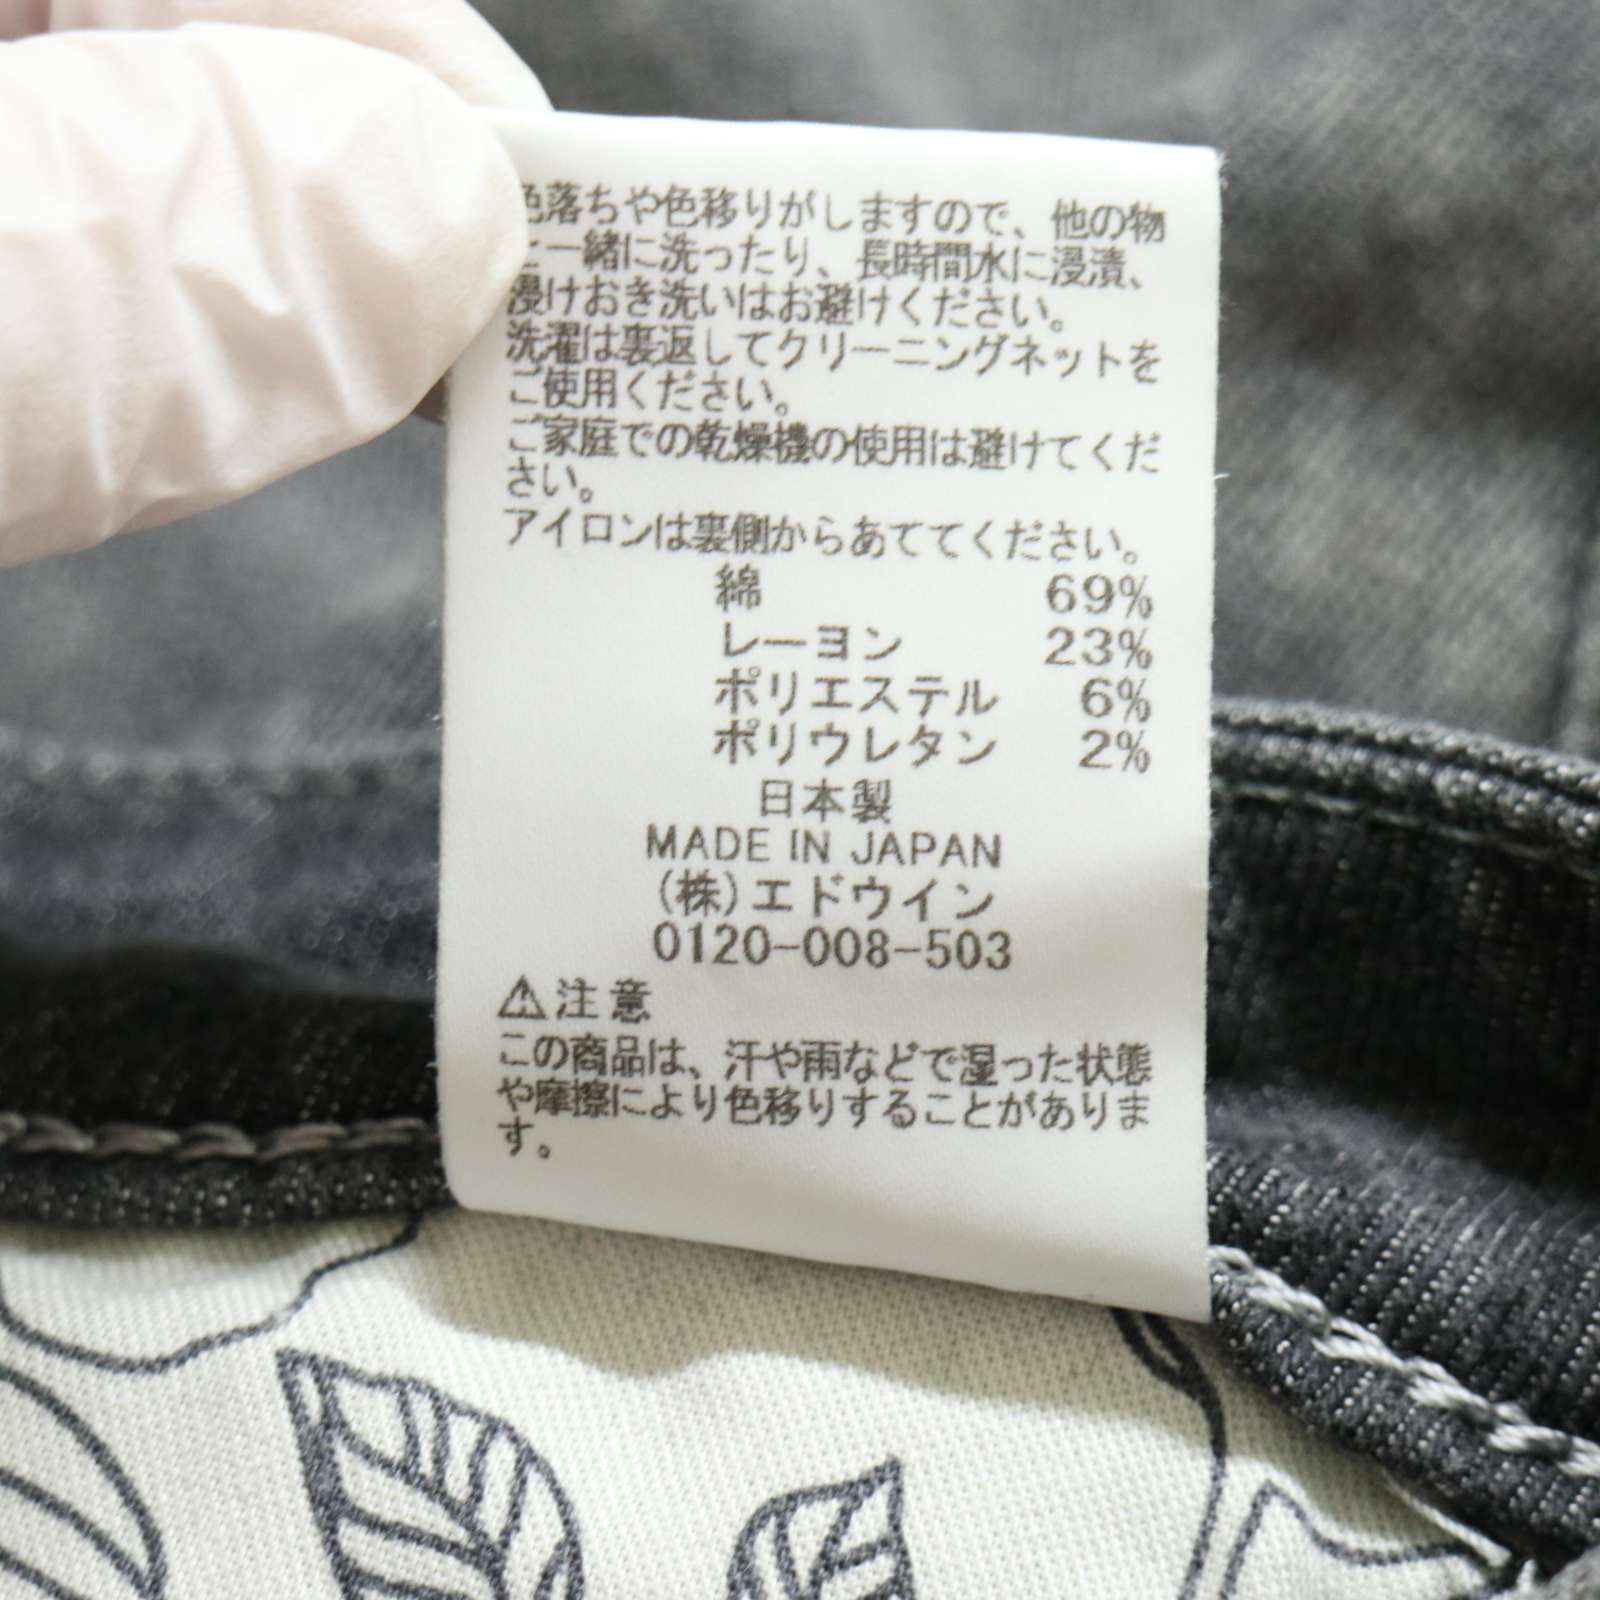 色落ちや色移りがしますので、他の物
と一緒に洗ったり、長時間水に浸漬、
浸けおき洗いはお避けください。
洗濯は裏返してクリーニングネットを
ご使用ください。
ご家庭での乾燥機の使用は避けてくだ
さい。
アイロンは裏側からあててください。
綿 69%
レーヨン 23%
ポリエステル 6%
ポリウレタン 2%
日本製
MADE IN JAPAN
(株)エドウイン
0120-008-503
⚠注意
この商品は、汗や雨などで湿った状態
や摩擦により色移りすることがありま
す。